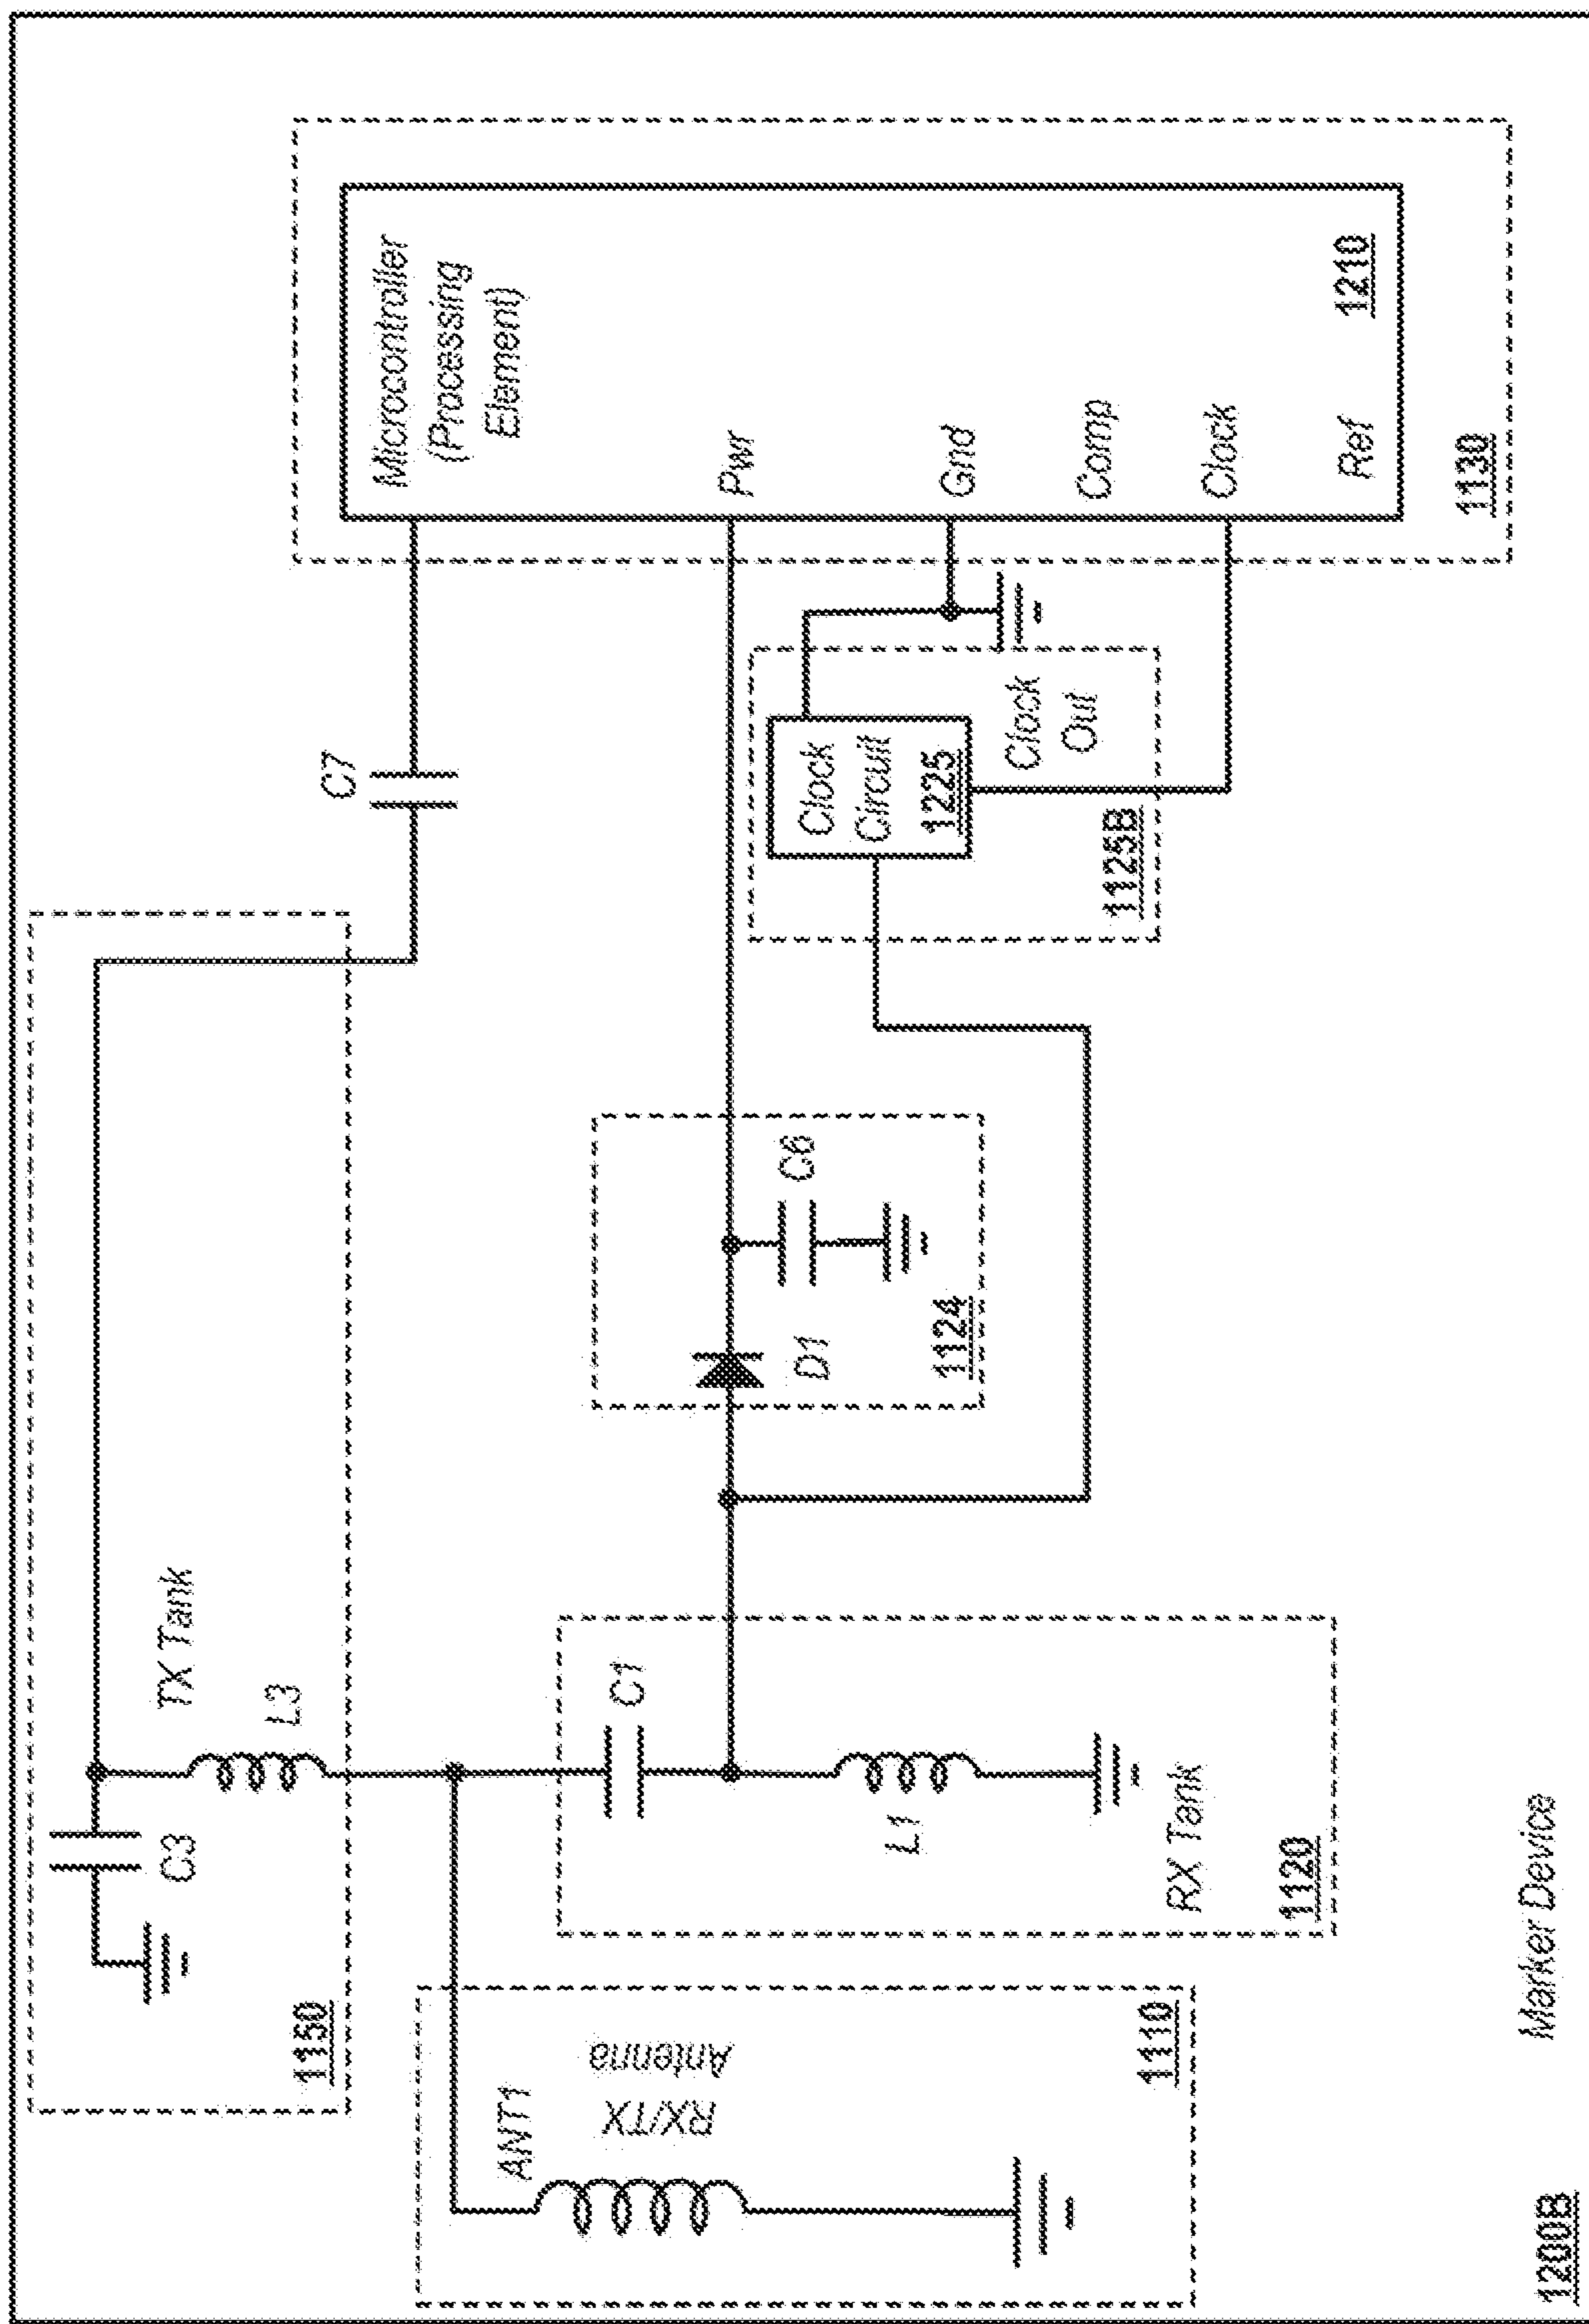 1150
C3
TX Tank
L3
C7
ANT1
RX/TX
Antenna
1110
C1
L1
RX Tank
1120
D1
C6
1124
Clock
Circuit
1225
Clock
Out
1125B
Microcontroller
(Processing
Element)
Pwr
Gnd
Comp
Clock
Ref
1210
1130
Marker Device
1200B